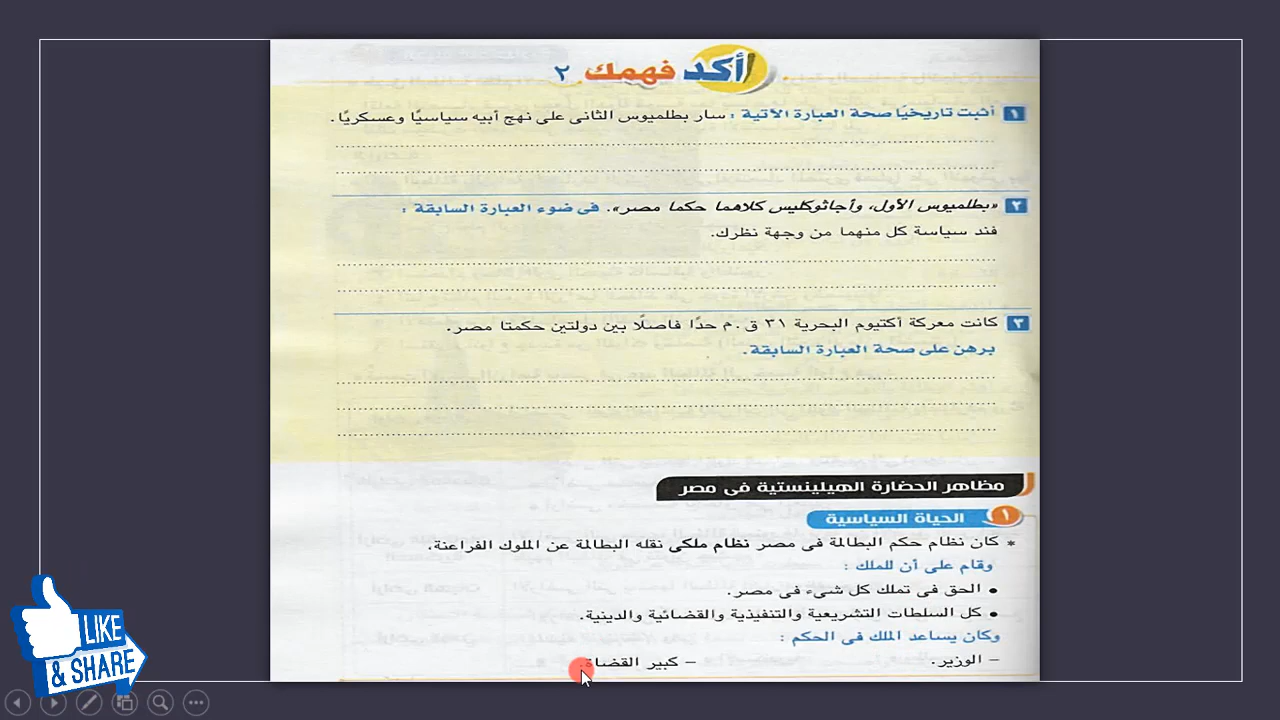 أكد فهمك ٢
١ أثبت تاريخيًا صحة العبارة الآتية : سار بطلميوس الثانى على نهج أبيه سياسيًا وعسكريًا.
٢ «بطلميوس الأول، وأجاثوكليس كلاهما حكما مصر». فى ضوء العبارة السابقة :
فند سياسة كل منهما من وجهة نظرك.
٣ كانت معركة أكتيوم البحرية ٣١ ق.م حدًا فاصلًا بين دولتين حكمتا مصر.
برهن على صحة العبارة السابقة.
مظاهر الحضارة الهيلينستية فى مصر
١ الحياة السياسية
* كان نظام حكم البطالمة فى مصر نظام ملكى نقله البطالمة عن الملوك الفراعنة.
وقام على أن للملك :
• الحق فى تملك كل شىء فى مصر.
• كل السلطات التشريعية والتنفيذية والقضائية والدينية.
وكان يساعد الملك فى الحكم :
– الوزير. – كبير القضاة.
LIKE
& SHARE